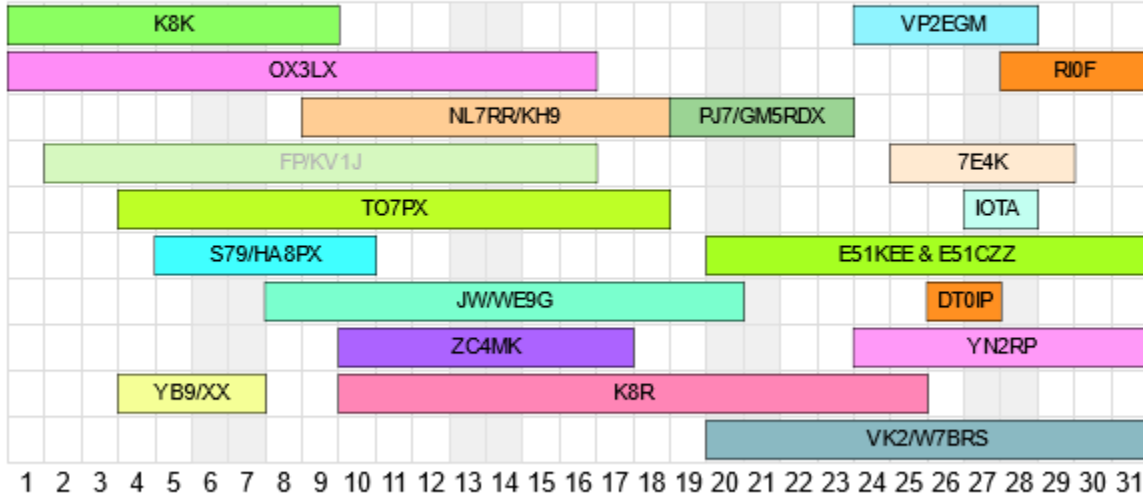 K8K VP2EGM
OX3LX RI0F
NL7RR/KH9 PJ7/GM5RDX
FP/KV1J 7E4K
TO7PX IOTA
S79/HA8PX E51KEE & E51CZZ
JW/WE9G DT0IP
ZC4MK YN2RP
YB9/XX K8R
VK2/W7BRS
1 2 3 4 5 6 7 8 9 10 11 12 13 14 15 16 17 18 19 20 21 22 23 24 25 26 27 28 29 30 31